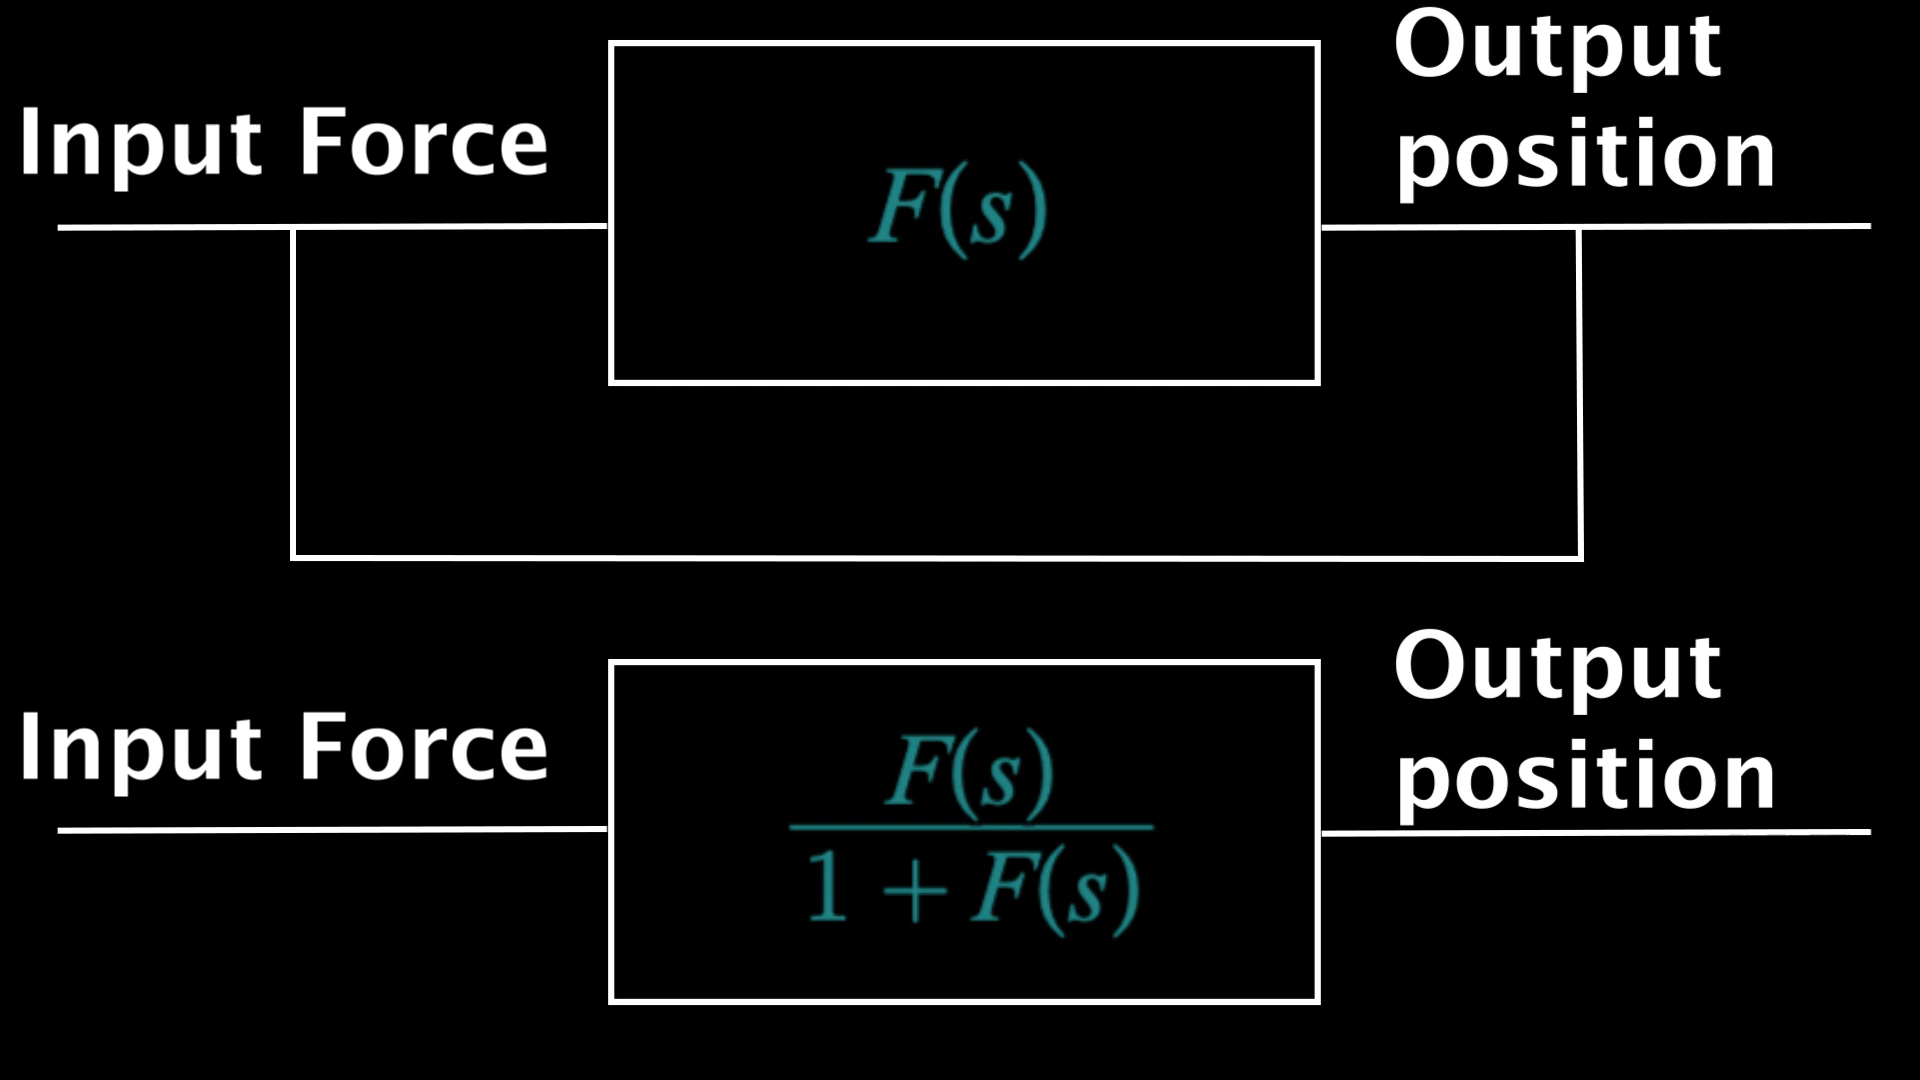 Input Force
F(s)
Output
position
Input Force
F(s)
1 + F(s)
Output
position